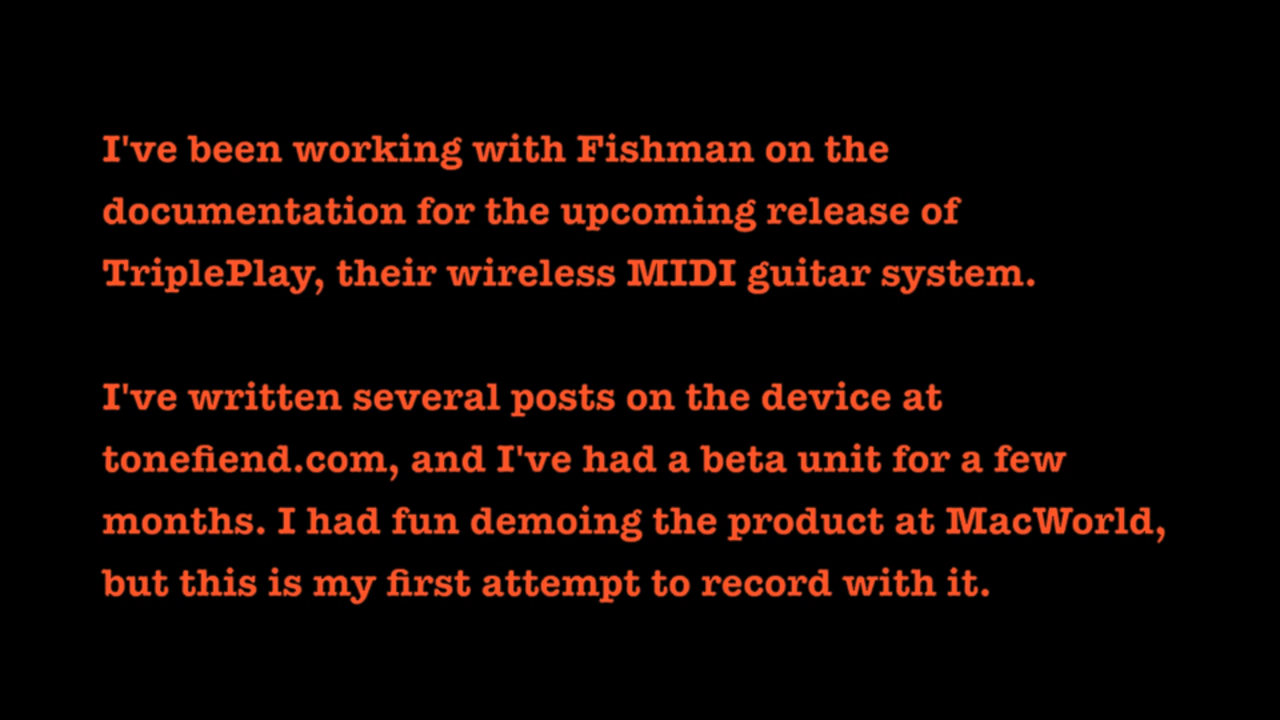 I've been working with Fishman on the
documentation for the upcoming release of
TriplePlay, their wireless MIDI guitar system.
I've written several posts on the device at
tonefiend.com, and I've had a beta unit for a few
months. I had fun demoing the product at MacWorld,
but this is my first attempt to record with it.